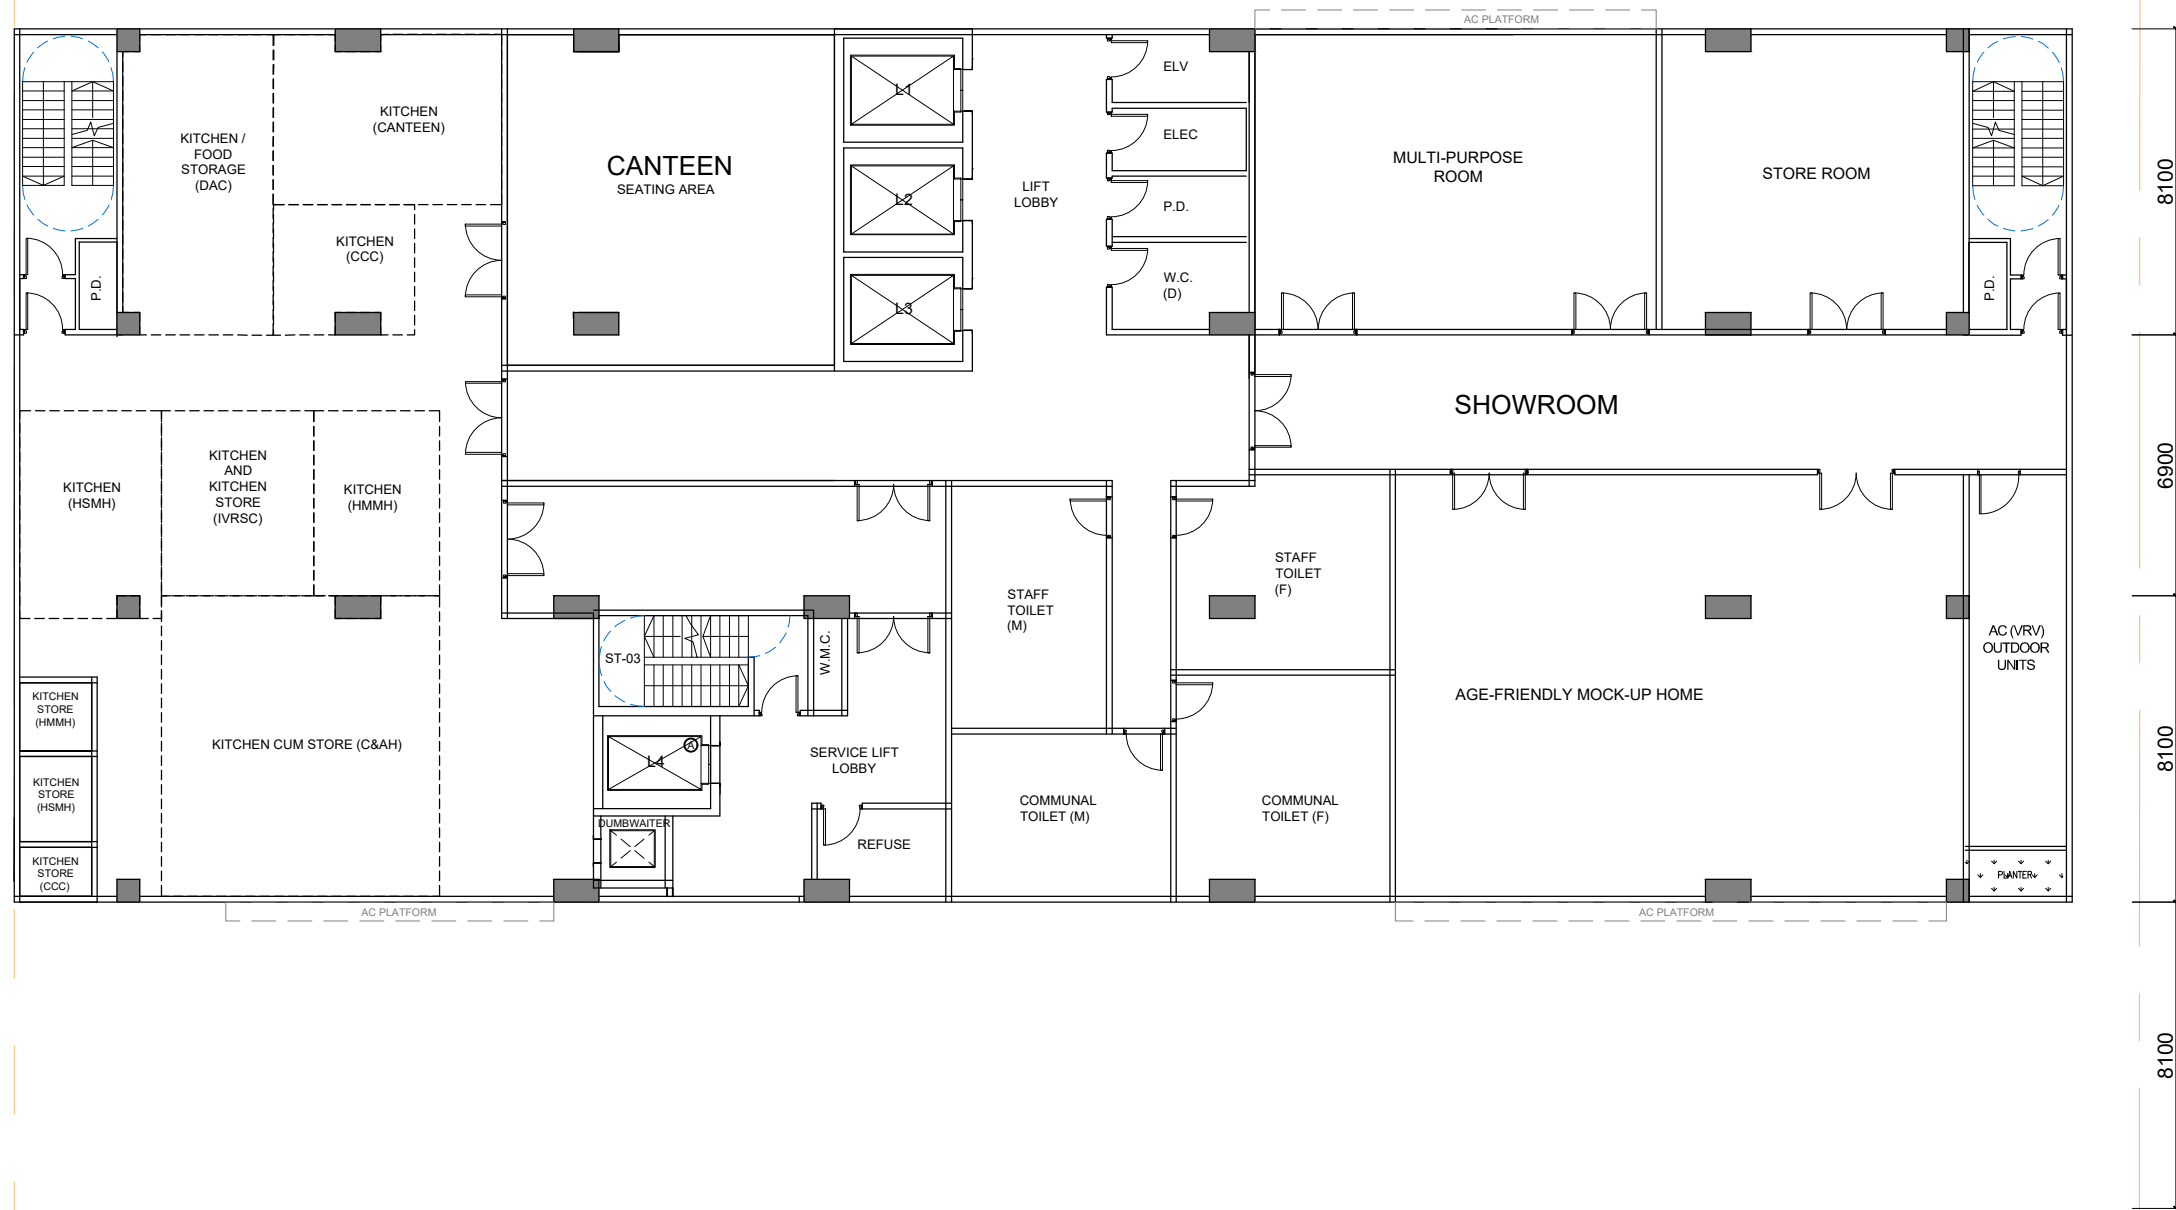 AC PLATFORM
ELV
KITCHEN
(CANTEEN)
KITCHEN /
FOOD
STORAGE
(DAC)
CANTEEN
SEATING AREA
L1
ELEC
MULTI-PURPOSE
ROOM
STORE ROOM
8100
LIFT
LOBBY
L2
P.D.
KITCHEN
(CCC)
P.D.
L3
W.C.
(D)
P.D.
SHOWROOM
6900
KITCHEN
(HSMH)
KITCHEN
AND
KITCHEN
STORE
(IVRSC)
KITCHEN
(HMMH)
STAFF
TOILET
(M)
STAFF
TOILET
(F)
AC (VRV)
OUTDOOR
UNITS
ST-03
W.M.C.
AGE-FRIENDLY MOCK-UP HOME
KITCHEN
STORE
(HMMH)
KITCHEN CUM STORE (C&AH)
L4
A
SERVICE LIFT
LOBBY
8100
KITCHEN
STORE
(HSMH)
DUMBWAITER
REFUSE
COMMUNAL
TOILET (M)
COMMUNAL
TOILET (F)
KITCHEN
STORE
(CCC)
PLANTER
AC PLATFORM
AC PLATFORM
8100